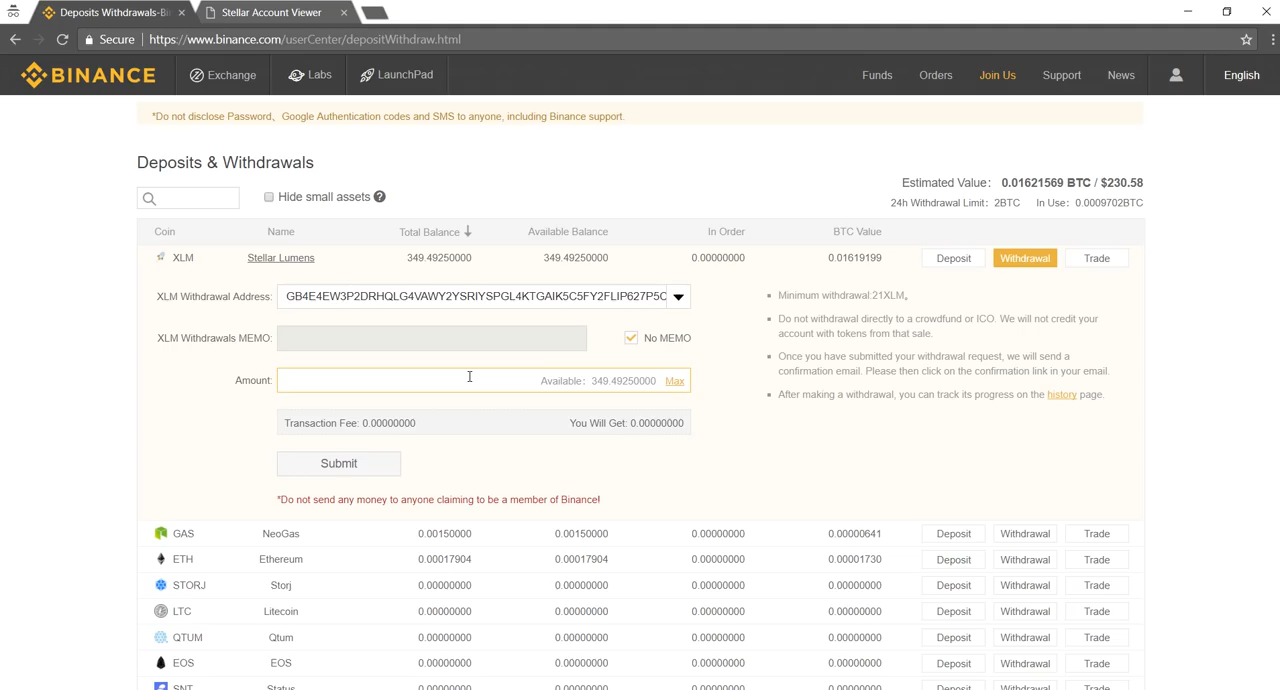 Deposits Withdrawals-Bi
Stellar Account Viewer
Secure
https://www.binance.com/userCenter/depositWithdraw.html
BINANCE
Exchange
Labs
LaunchPad
Funds
Orders
Join Us
Support
News
English
*Do not disclose Password、Google Authentication codes and SMS to anyone, including Binance support.
Deposits & Withdrawals
Hide small assets ?
Estimated Value： 0.01621569 BTC / $230.58
24h Withdrawal Limit：2BTC In Use：0.0009702BTC
Coin Name Total Balance Available Balance In Order BTC Value
XLM Stellar Lumens 349.49250000 349.49250000 0.00000000 0.01619199 Deposit Withdrawal Trade
XLM Withdrawal Address: GB4E4EW3P2DRHQLG4VAWY2YSRIYSPGL4KTGAIK5C5FY2FLIP627P5C
XLM Withdrawals MEMO: No MEMO
Amount: Available：349.49250000 Max
Transaction Fee: 0.00000000 You Will Get: 0.00000000
Submit
*Do not send any money to anyone claiming to be a member of Binance!
Minimum withdrawal:21XLM。
Do not withdrawal directly to a crowdfund or ICO. We will not credit your
account with tokens from that sale.
Once you have submitted your withdrawal request, we will send a
confirmation email. Please then click on the confirmation link in your email.
After making a withdrawal, you can track its progress on the history page.
GAS NeoGas 0.00150000 0.00150000 0.00000000 0.00000641 Deposit Withdrawal Trade
ETH Ethereum 0.00017904 0.00017904 0.00000000 0.00001730 Deposit Withdrawal Trade
STORJ Storj 0.00000000 0.00000000 0.00000000 0.00000000 Deposit Withdrawal Trade
LTC Litecoin 0.00000000 0.00000000 0.00000000 0.00000000 Deposit Withdrawal Trade
QTUM Qtum 0.00000000 0.00000000 0.00000000 0.00000000 Deposit Withdrawal Trade
EOS EOS 0.00000000 0.00000000 0.00000000 0.00000000 Deposit Withdrawal Trade
SNT Status 0.00000000 0.00000000 0.00000000 0.00000000 Deposit Withdrawal Trade